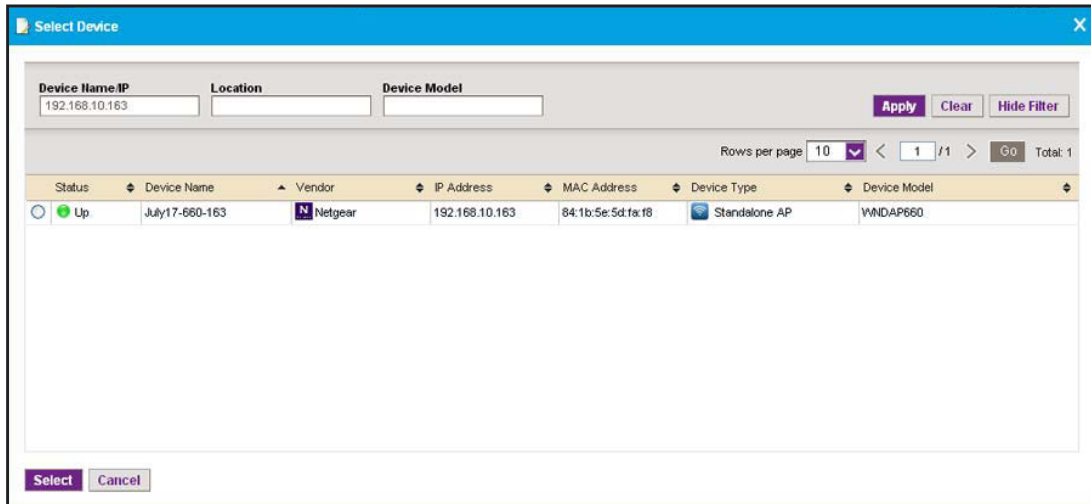 Select Device X
Device Name/IP Location Device Model
192.168.10.163
Apply Clear Hide Filter
Rows per page 10 < 1 /1 > Go Total: 1
Status Device Name Vendor IP Address MAC Address Device Type Device Model
Up July17-660-163 N Netgear 192.168.10.163 84:1b:5e:5d:fa:f8 Standalone AP WNDAP660
Select Cancel